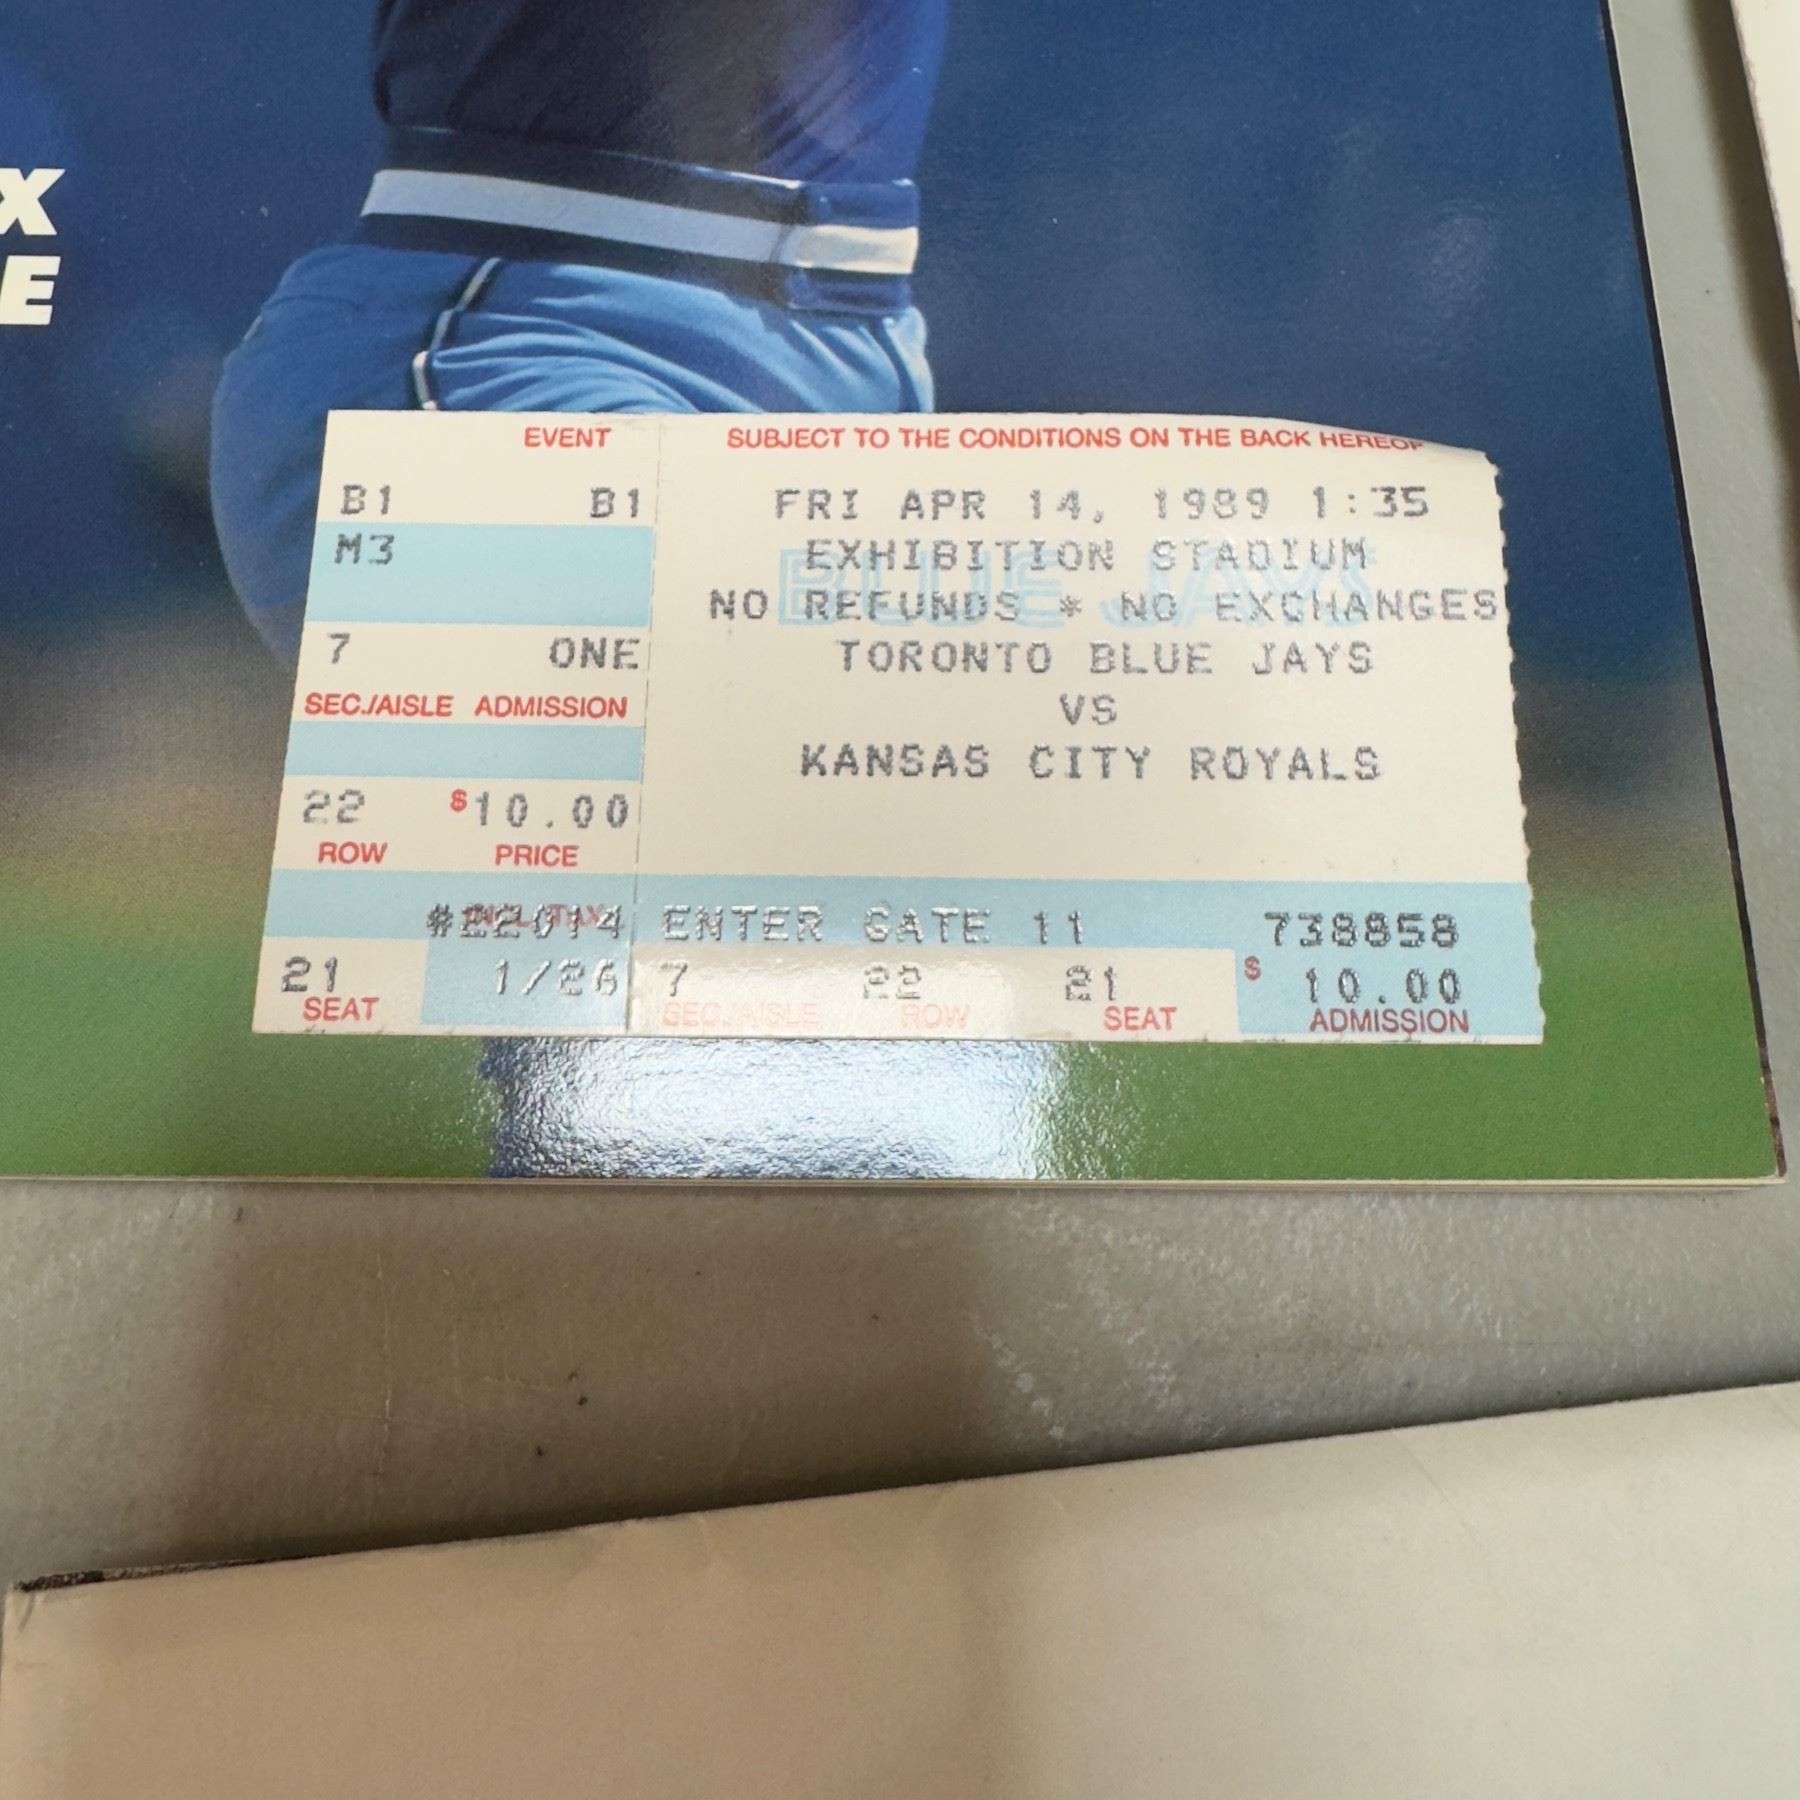 X
E
EVENT
B1 B1
M3
7 ONE
SEC./AISLE ADMISSION
22 $10.00
ROW PRICE
#22014
21 1/26
SEAT
SUBJECT TO THE CONDITIONS ON THE BACK HEREOF
FRI APR 14, 1989 1:35
EXHIBITION STADIUM
BLUE JAYS
NO REFUNDS * NO EXCHANGES
TORONTO BLUE JAYS
VS
KANSAS CITY ROYALS
ENTER GATE 11 738858
7 22 21 $ 10.00
SEC./AISLE ROW SEAT ADMISSION